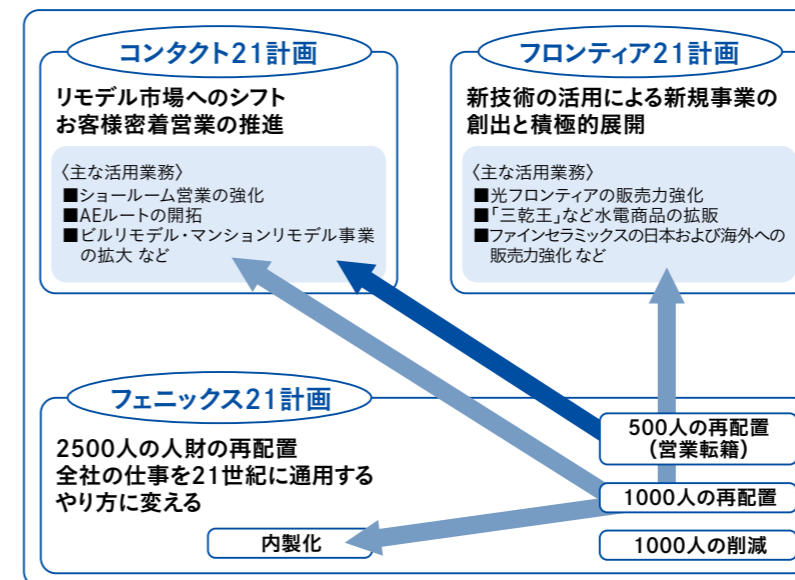 コンタクト21計画
リモデル市場へのシフト
お客様密着営業の推進
〈主な活用業務〉
■ショールーム営業の強化
■AEルートの開拓
■ビルリモデル・マンションリモデル事業
の拡大 など
フロンティア21計画
新技術の活用による新規事業の
創出と積極的展開
〈主な活用業務〉
■光フロンティアの販売力強化
■「三乾王」など水電商品の拡販
■ファインセラミックスの日本および海外への
販売力強化 など
フェニックス21計画
2500人の人財の再配置
全社の仕事を21世紀に通用する
やり方に変える
内製化
500人の再配置
(営業転籍)
1000人の再配置
1000人の削減